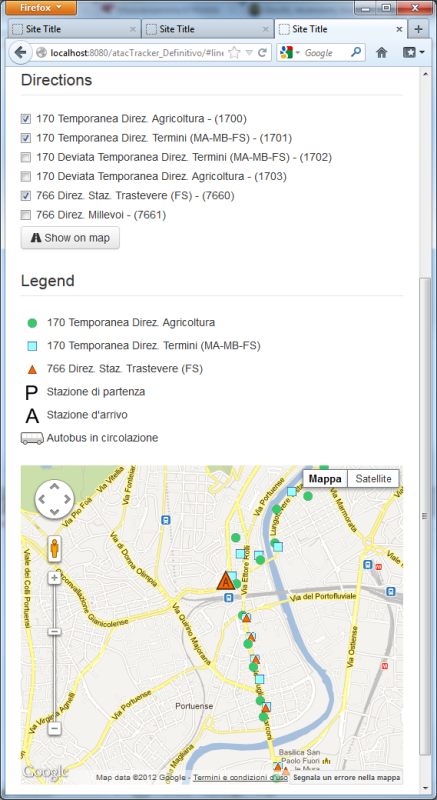 Firefox
Site Title
Site Title
Site Title
localhost:8080/atacTracker_Definitivo/#line
Google
Directions
170 Temporanea Direz. Agricoltura - (1700)
170 Temporanea Direz. Termini (MA-MB-FS) - (1701)
170 Deviata Temporanea Direz. Termini (MA-MB-FS) - (1702)
170 Deviata Temporanea Direz. Agricoltura - (1703)
766 Direz. Staz. Trastevere (FS) - (7660)
766 Direz. Millevoi - (7661)
Show on map
Legend
170 Temporanea Direz. Agricoltura
170 Temporanea Direz. Termini (MA-MB-FS)
766 Direz. Staz. Trastevere (FS)
P Stazione di partenza
A Stazione d'arrivo
Autobus in circolazione
Mappa
Satellite
Via Vitellia
Via Fonteiana
Via Pio Foà
Via Portuense
Lungotevere
Via Marmorata
Via di Donna Olimpia
Via Ettore Rolli
Viale dei Colli Portuensi
Circonvallazione Gianicolense
A
Via del Portofluviale
Via Quirino Majorana
Via Ostiense
Via Portuense
Via Virginia Agnelli
Portuense
Via Magliana
Basilica San
Paolo Fuori
le Mura
Google
Map data ©2012 Google - Termini e condizioni d'uso
Segnala un errore nella mappa